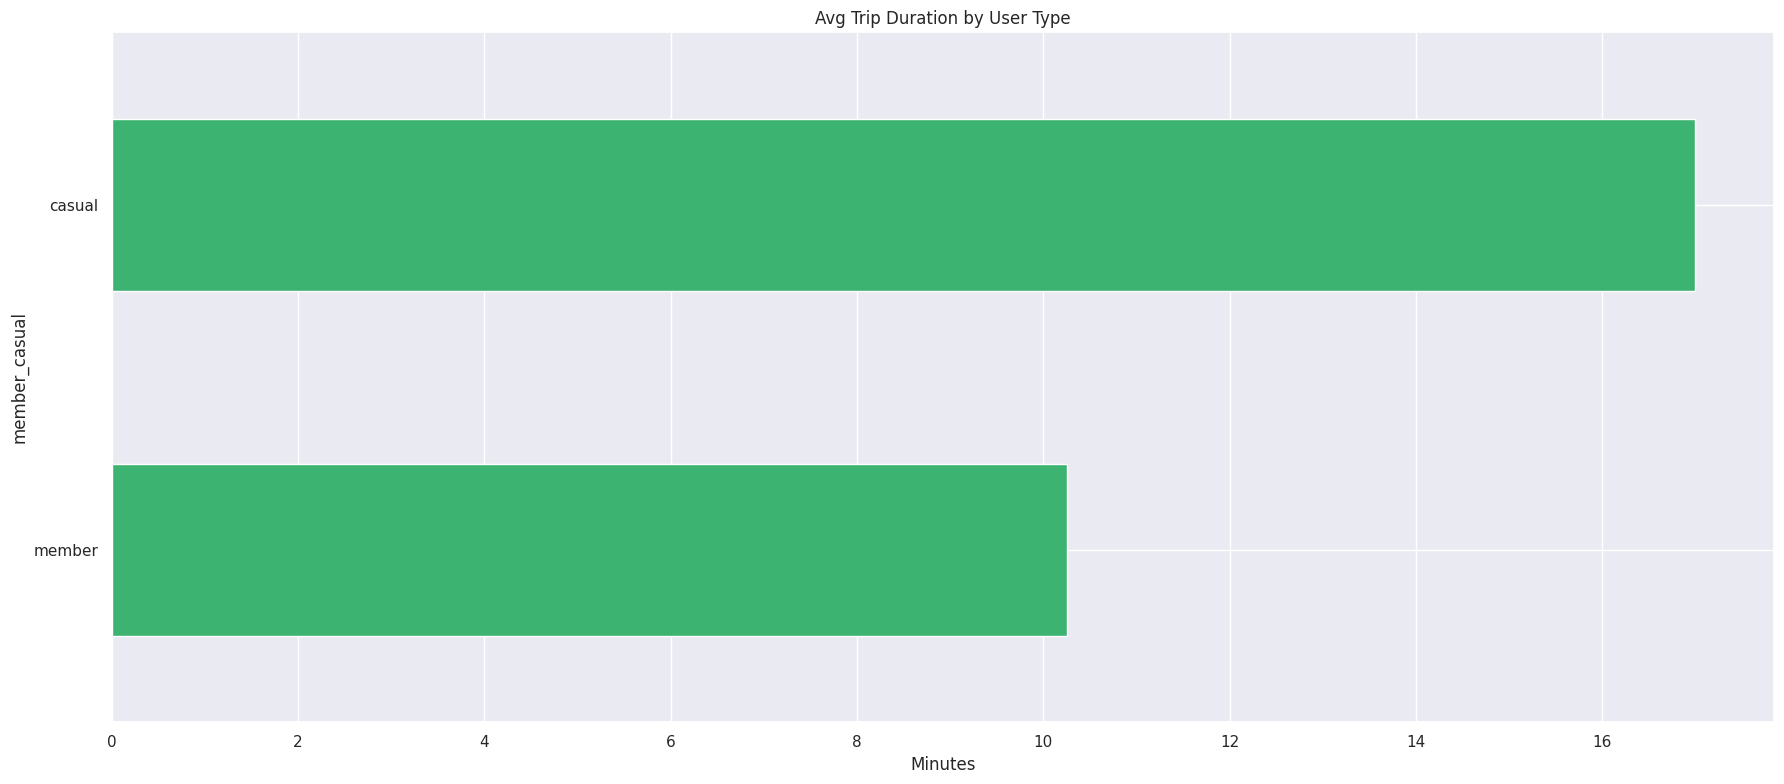 Avg Trip Duration by User Type
casual
member_casual
member
0 2 4 6 8 10 12 14 16
Minutes